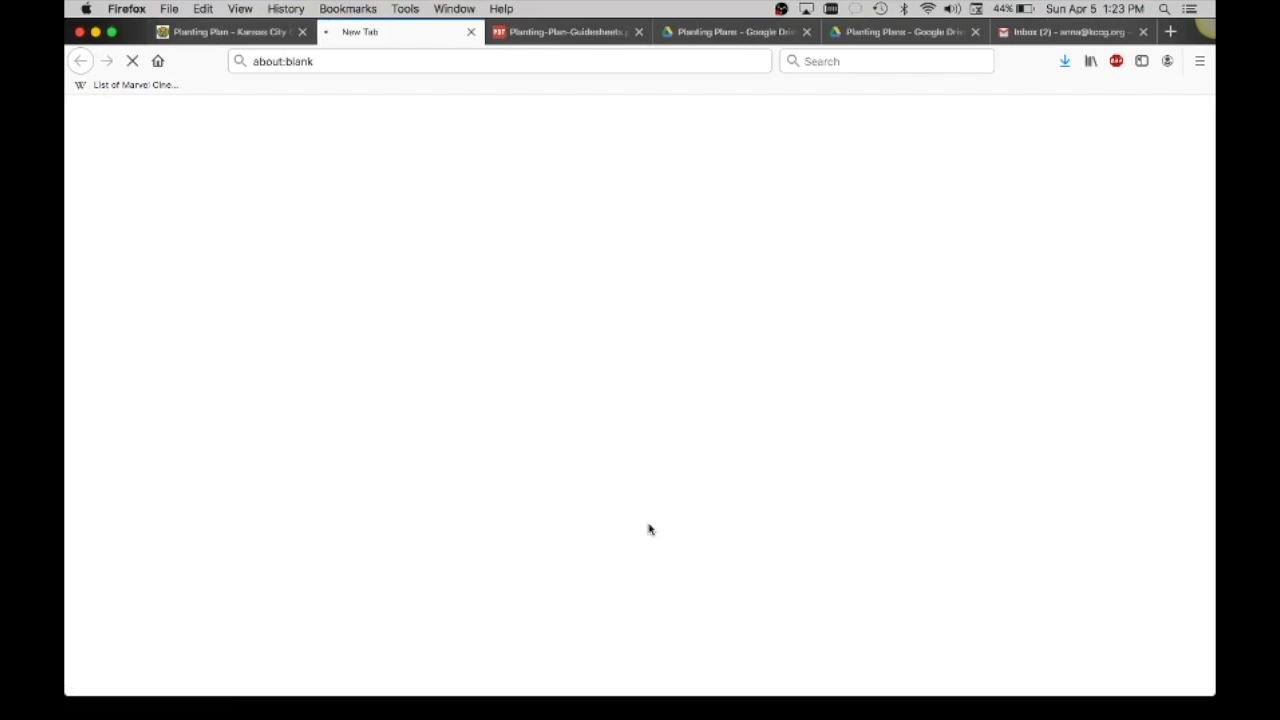 Firefox File Edit View History Bookmarks Tools Window Help 44% Sun Apr 5 1:23 PM
Planting Plan - Kansas City New Tab Planting-Plan-Guidesheets.p Planting Plans - Google Driv Planting Plans - Google Driv Inbox (2) - anna@kccg.org -
about:blank Search
W List of Marvel Cine...